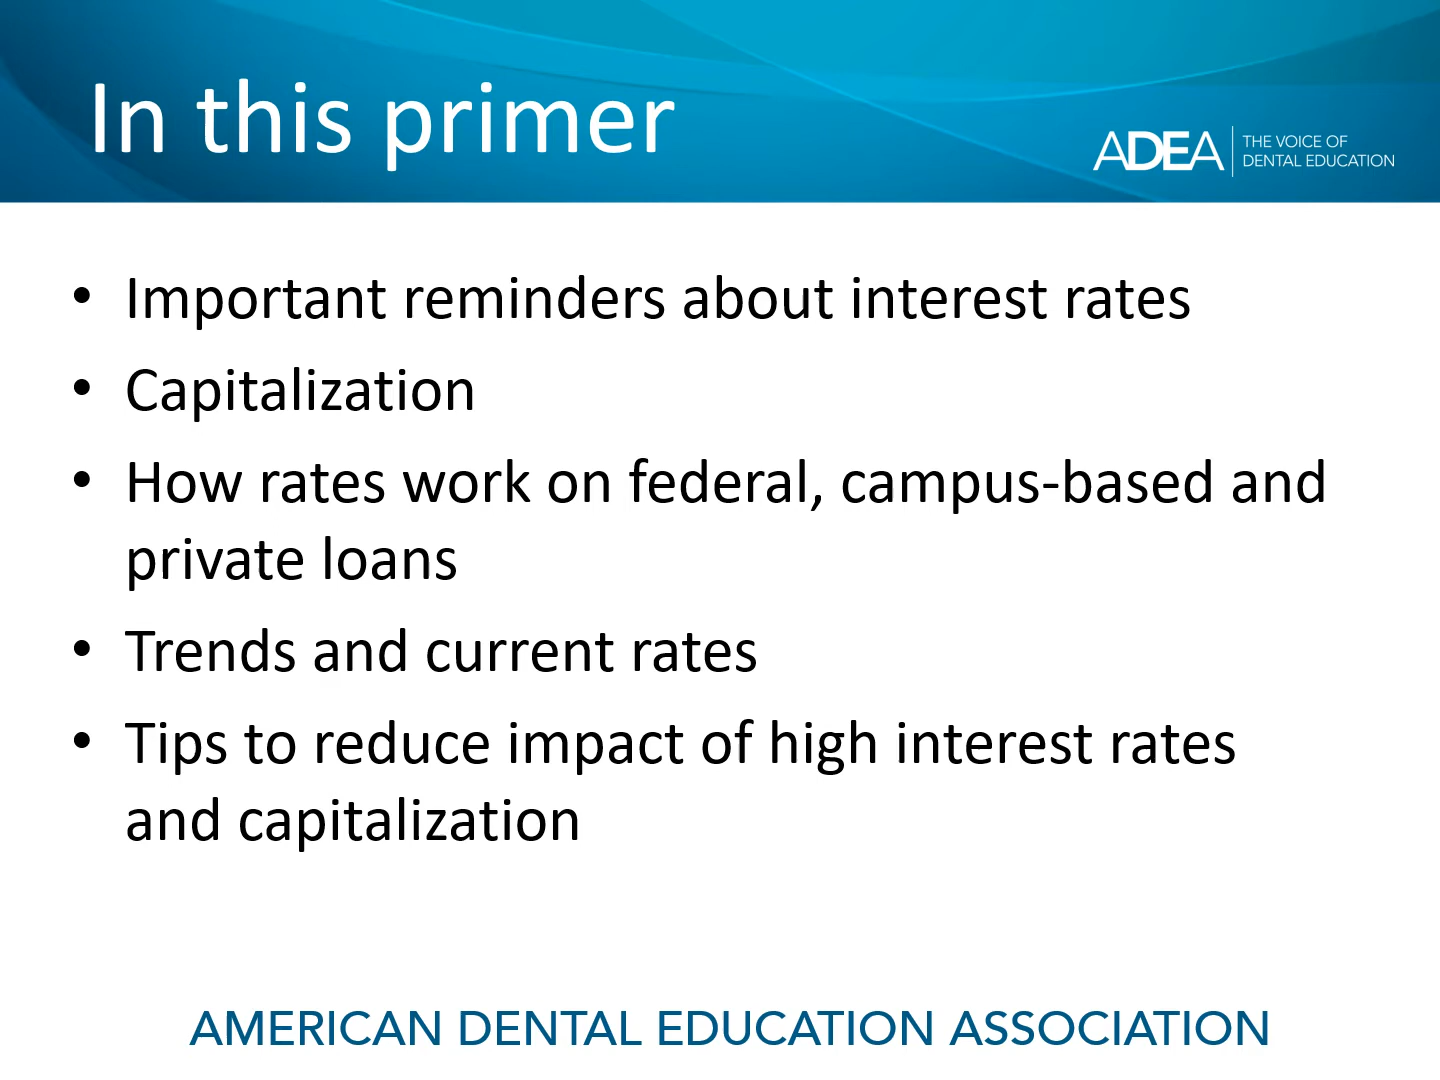 In this primer
ADEA
THE VOICE OF
DENTAL EDUCATION
• Important reminders about interest rates
• Capitalization
• How rates work on federal, campus-based and
private loans
• Trends and current rates
• Tips to reduce impact of high interest rates
and capitalization
AMERICAN DENTAL EDUCATION ASSOCIATION